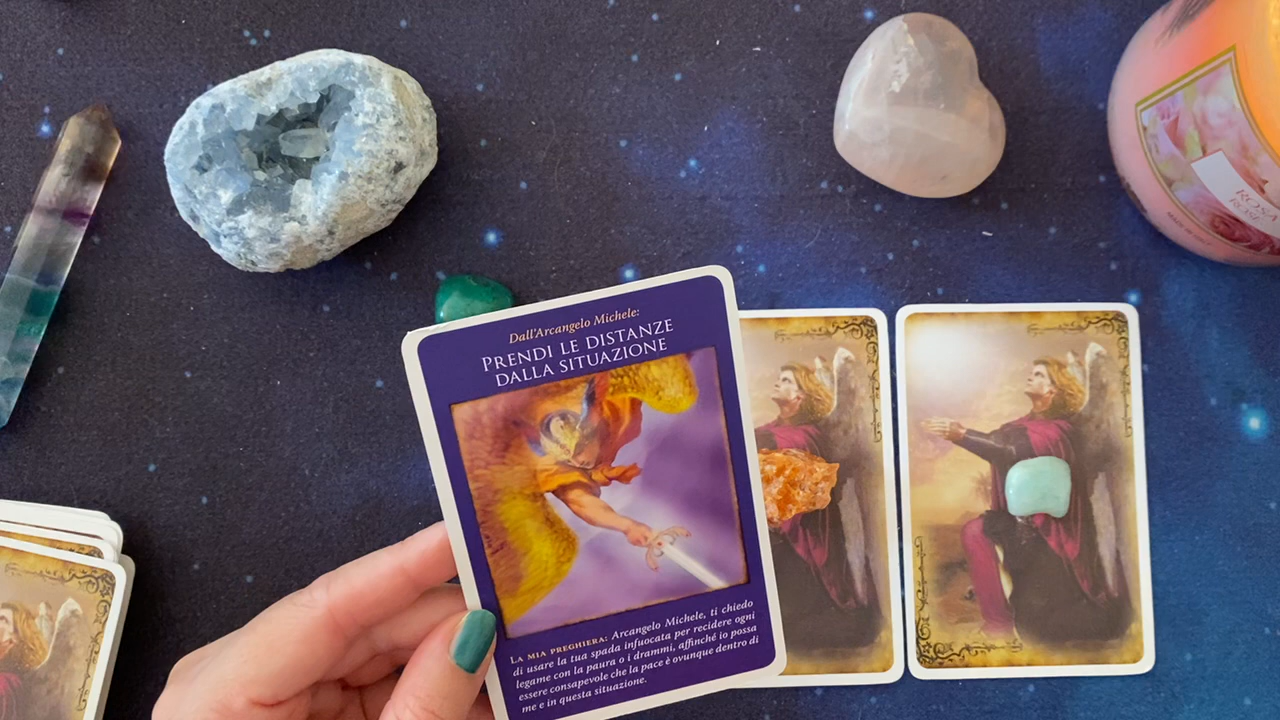 Dall'Arcangelo Michele:
PRENDI LE DISTANZE
DALLA SITUAZIONE
LA MIA PREGHIERA: Arcangelo Michele, ti chiedo
di usare la tua spada infuocata per recidere ogni
legame con la paura o i drammi, affinché io possa
essere consapevole che la pace è ovunque dentro di
me e in questa situazione.
ROSA
ROSE